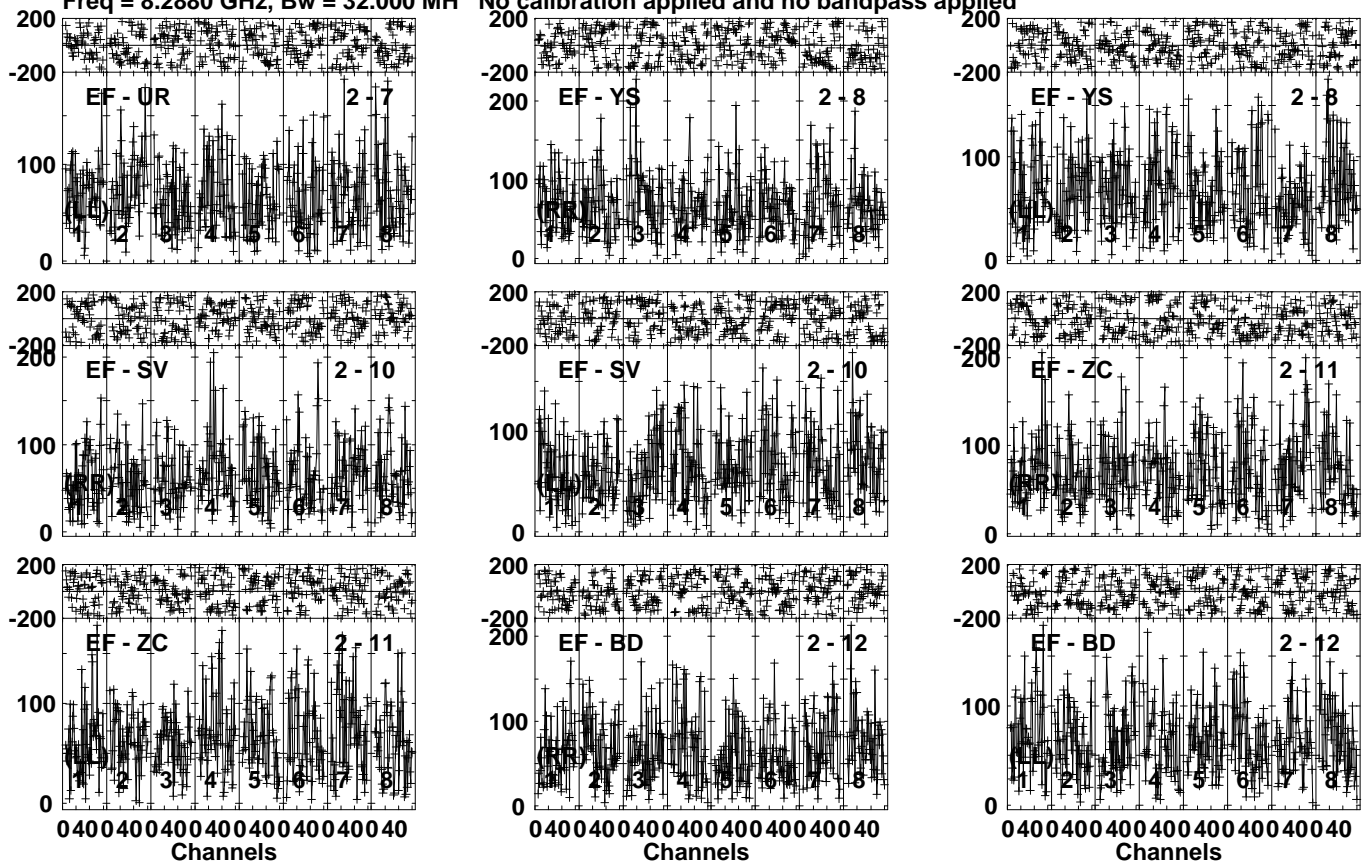 Freq = 8.2880 GHz, Bw = 32.000 MH No calibration applied and no bandpass applied
200
-200
EF - UR 2 - 7
100
(LL)
1 2 3 4 5 6 7 8
0
200
-200
200
EF - YS 2 - 8
100
(RR)
1 2 3 4 5 6 7 8
0
200
-200
EF - YS 2 - 8
100
(LL)
1 2 3 4 5 6 7 8
0
200
-200
200
EF - SV 2 - 10
100
(RR)
1 2 3 4 5 6 7 8
0
200
-200
EF - SV 2 - 10
100
(LL)
1 2 3 4 5 6 7 8
0
200
-200
200
EF - ZC 2 - 11
100
(RR)
1 2 3 4 5 6 7 8
0
200
-200
EF - ZC 2 - 11
100
(LL)
1 2 3 4 5 6 7 8
0
0 40 0 40 0 40 0 40 0 40 0 40 0 40 0 40
Channels
200
-200
200
EF - BD 2 - 12
100
(RR)
1 2 3 4 5 6 7 8
0
0 40 0 40 0 40 0 40 0 40 0 40 0 40 0 40
Channels
200
-200
EF - BD 2 - 12
100
(LL)
1 2 3 4 5 6 7 8
0
0 40 0 40 0 40 0 40 0 40 0 40 0 40 0 40
Channels